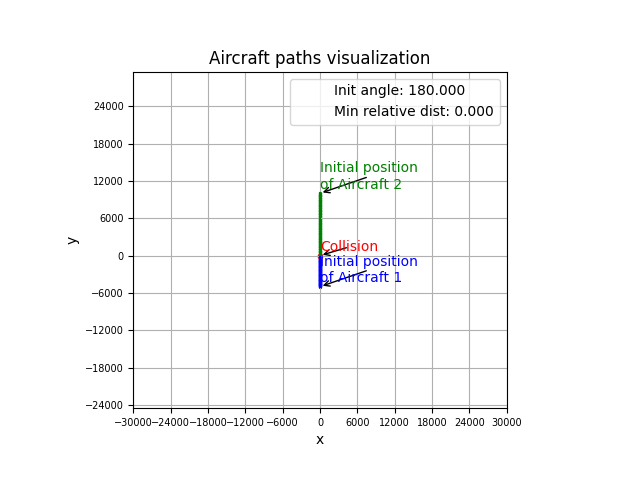 Aircraft paths visualization
Init angle: 180.000
Min relative dist: 0.000
Initial position
of Aircraft 2
Collision
Initial position
of Aircraft 1
y
24000
18000
12000
6000
0
−6000
−12000
−18000
−24000
−30000−24000−18000−12000 −6000 0 6000 12000 18000 24000 30000
x